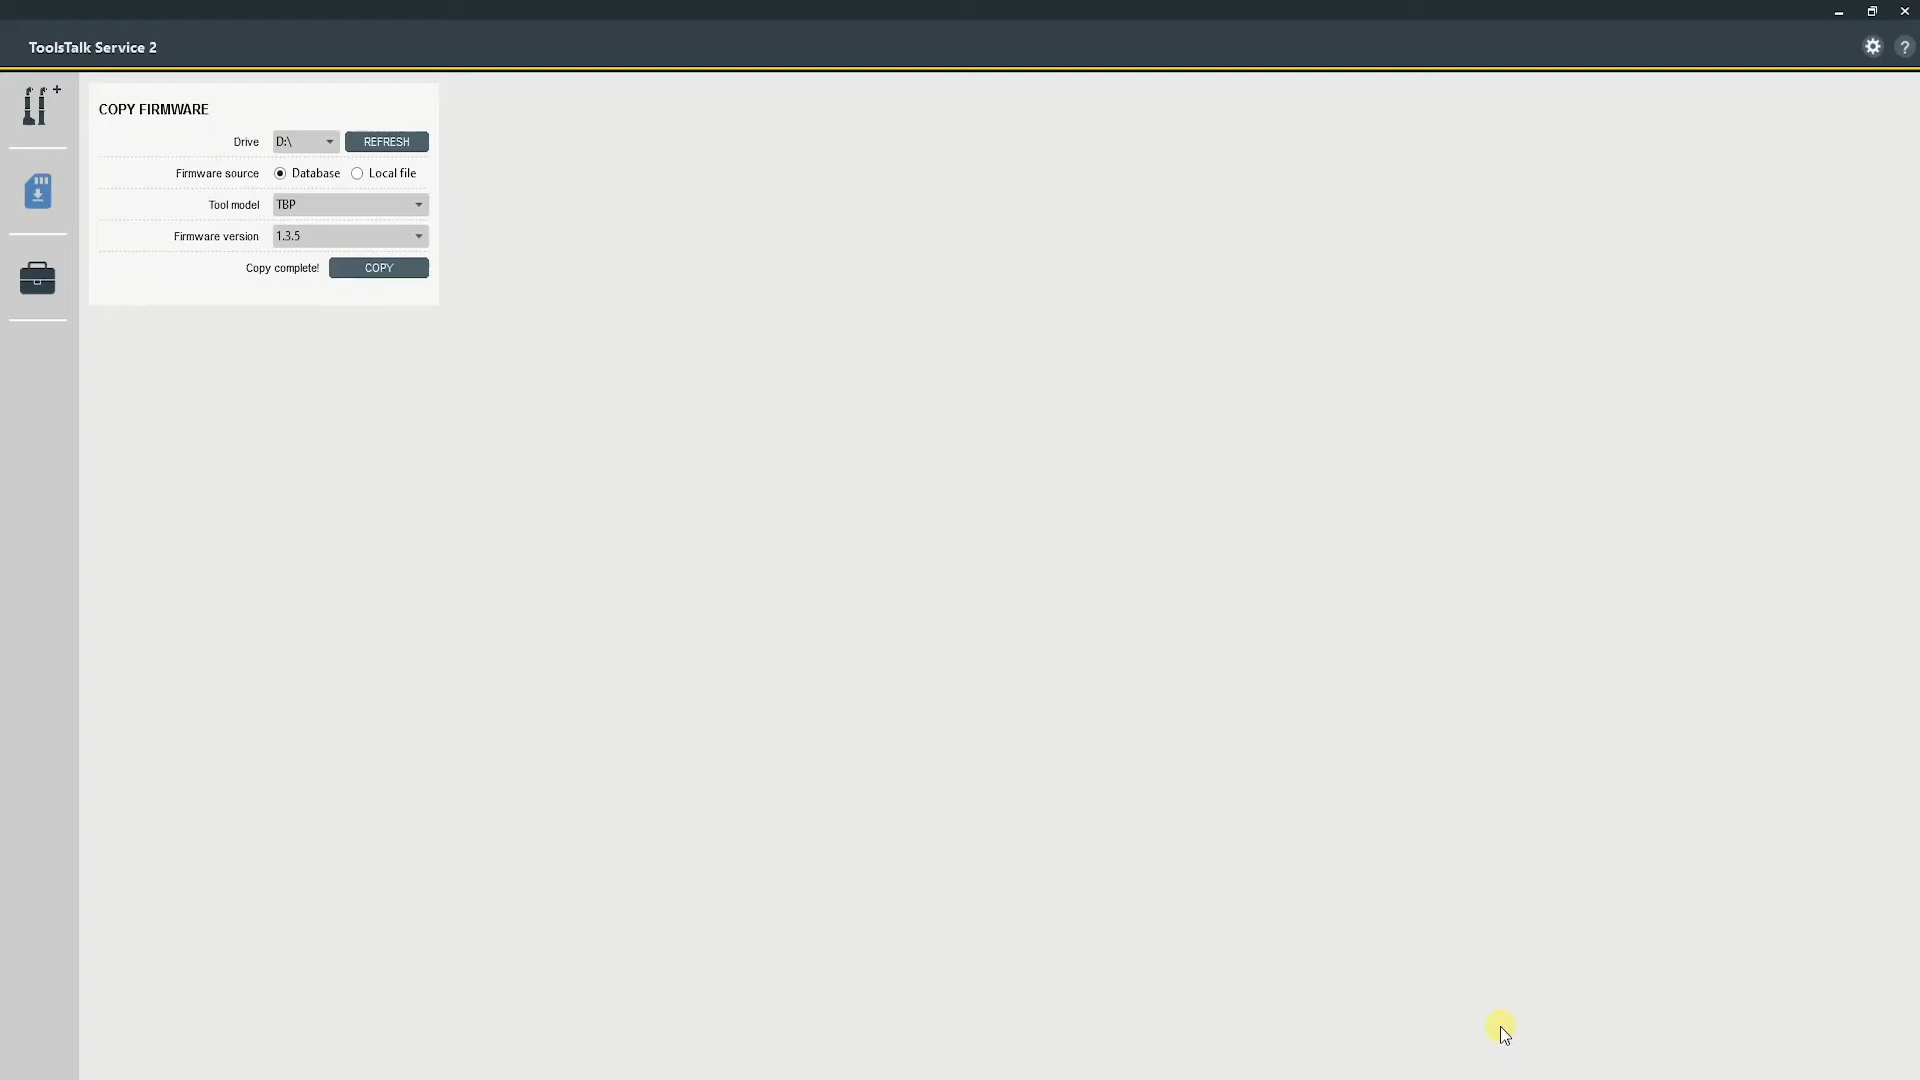 ToolsTalk Service 2
COPY FIRMWARE
Drive D:\ REFRESH
Firmware source Database Local file
Tool model TBP
Firmware version 1.3.5
Copy complete! COPY